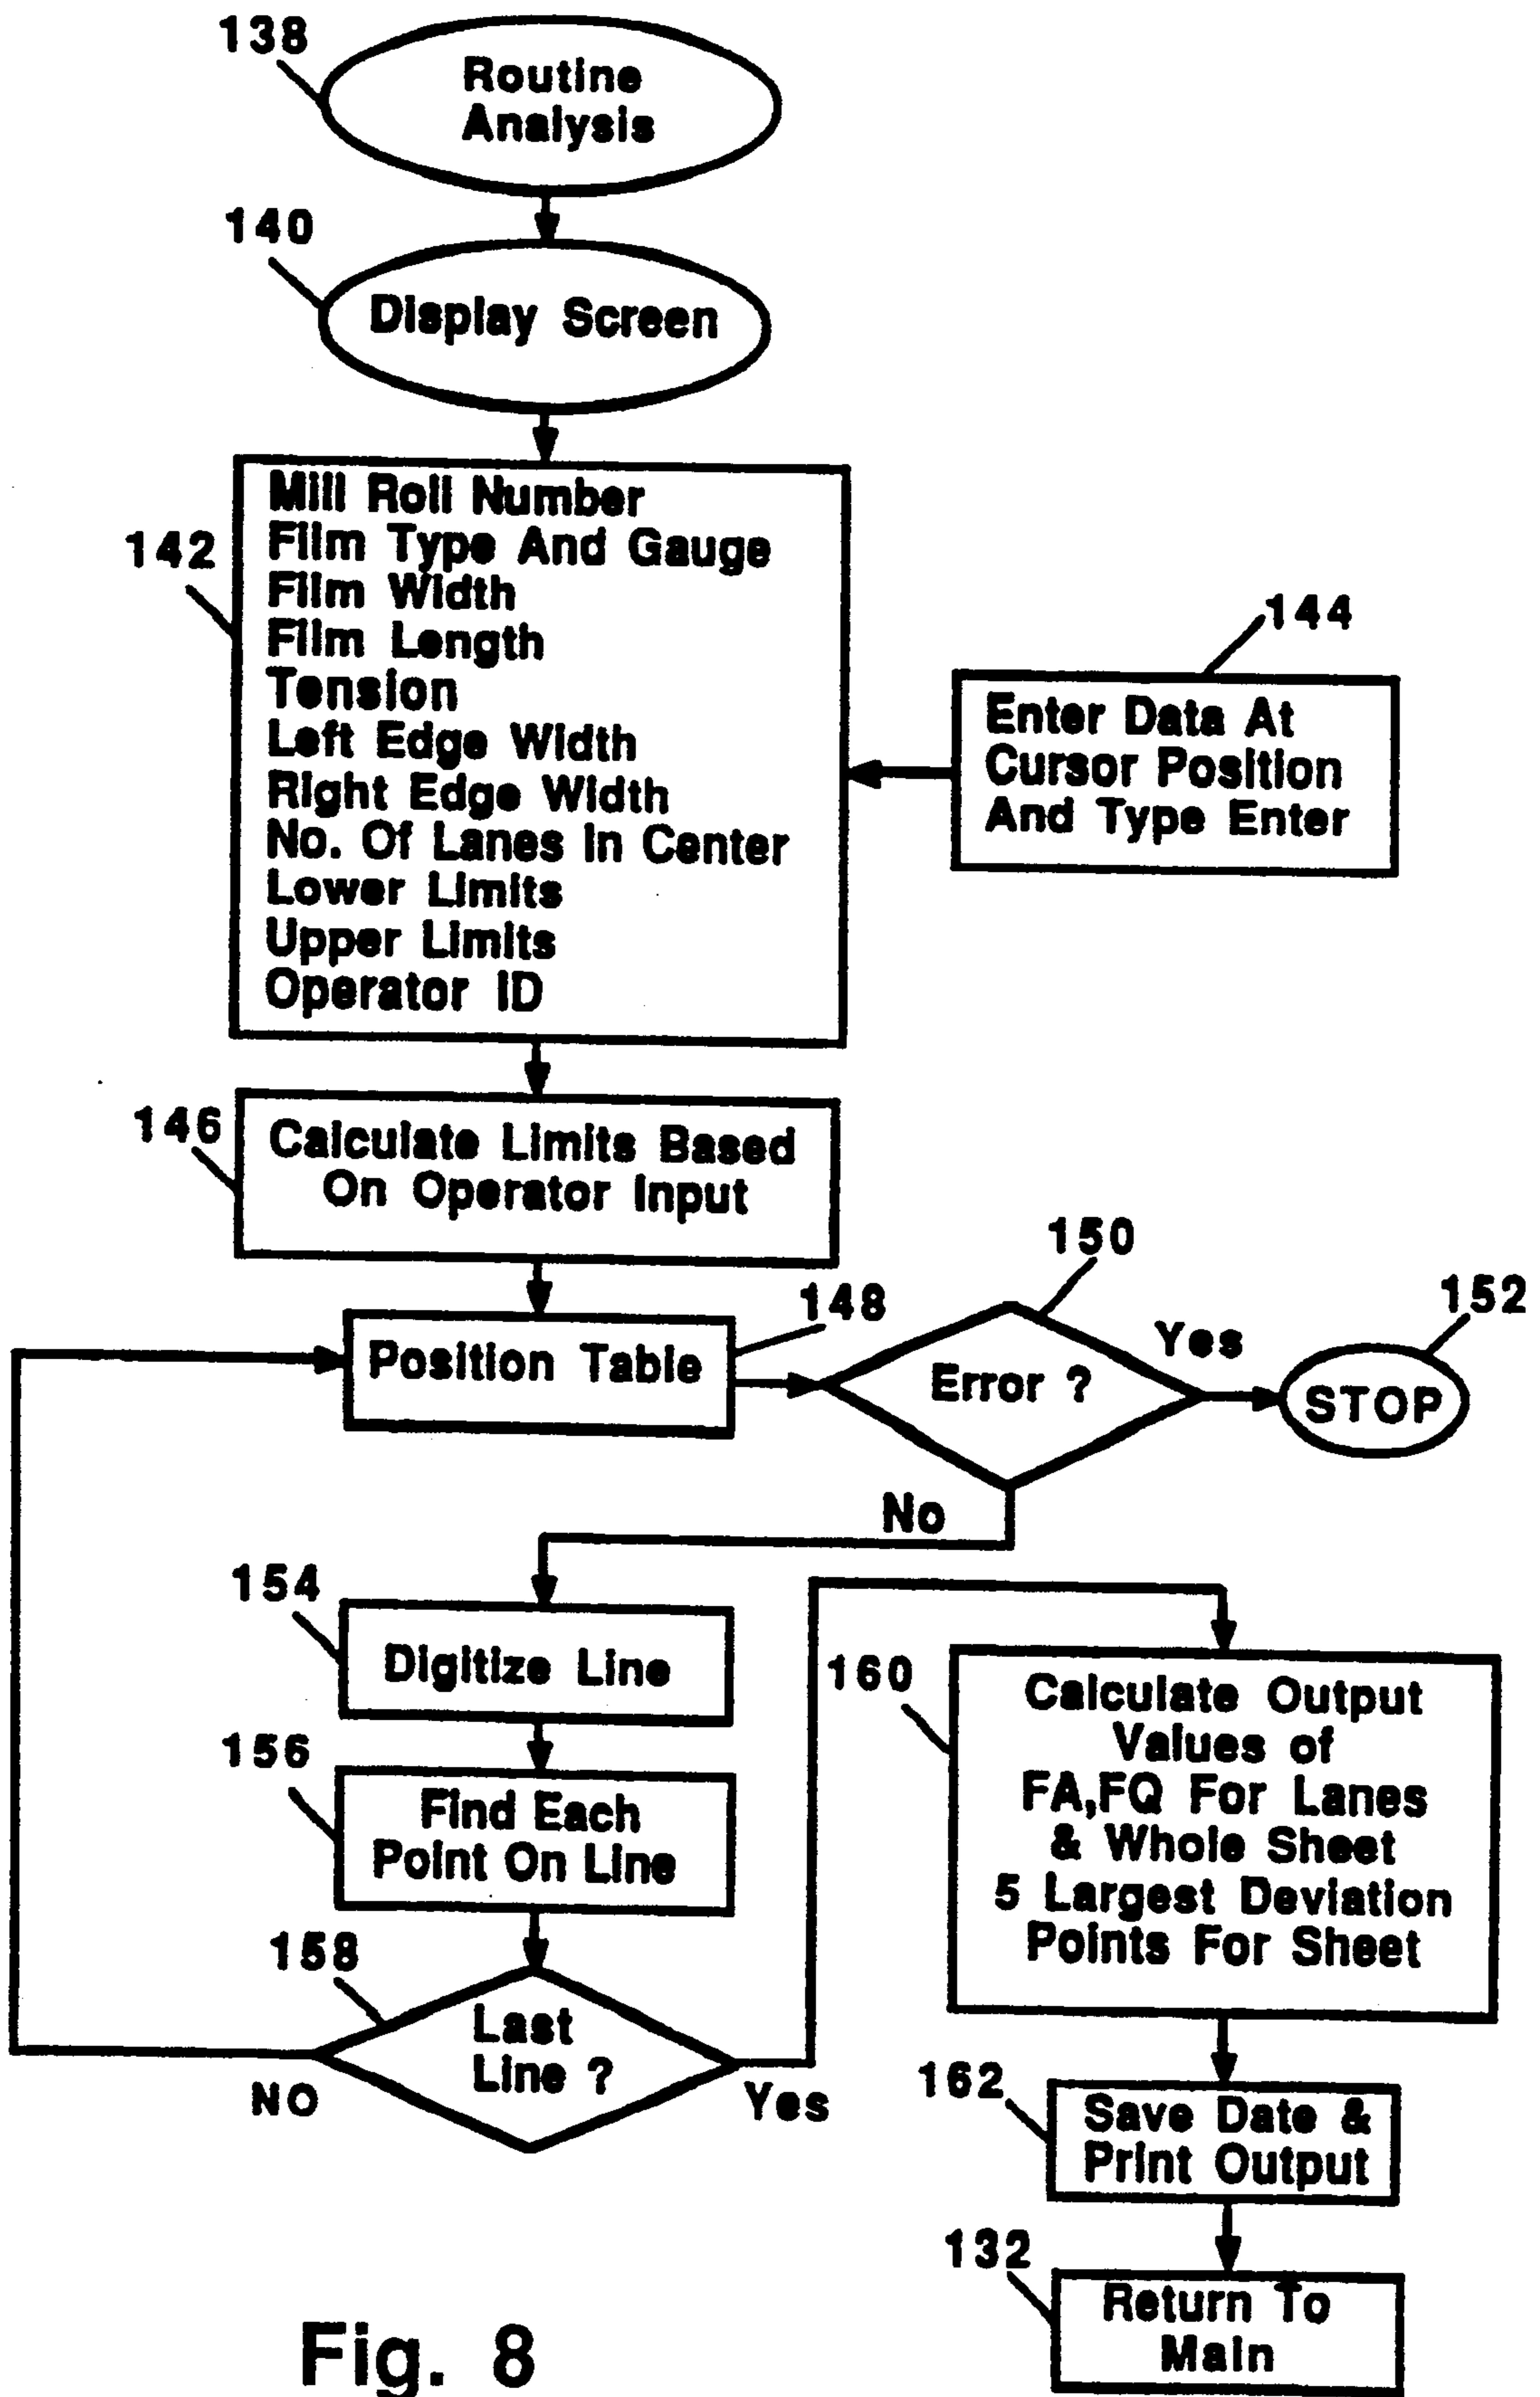 138
Routine
Analysis
140
Display Screen
142
Mill Roll Number
Film Type And Gauge
Film Width
Film Length
Tension
Left Edge Width
Right Edge Width
No. Of Lanes In Center
Lower Limits
Upper Limits
Operator ID
144
Enter Data At
Cursor Position
And Type Enter
146
Calculate Limits Based
On Operator Input
148
Position Table
150
Error ?
Yes
152
STOP
No
154
Digitize Line
156
Find Each
Point On Line
158
Last
Line ?
NO
Yes
160
Calculate Output
Values of
FA,FQ For Lanes
& Whole Sheet
5 Largest Deviation
Points For Sheet
162
Save Date &
Print Output
132
Return To
Main
Fig. 8